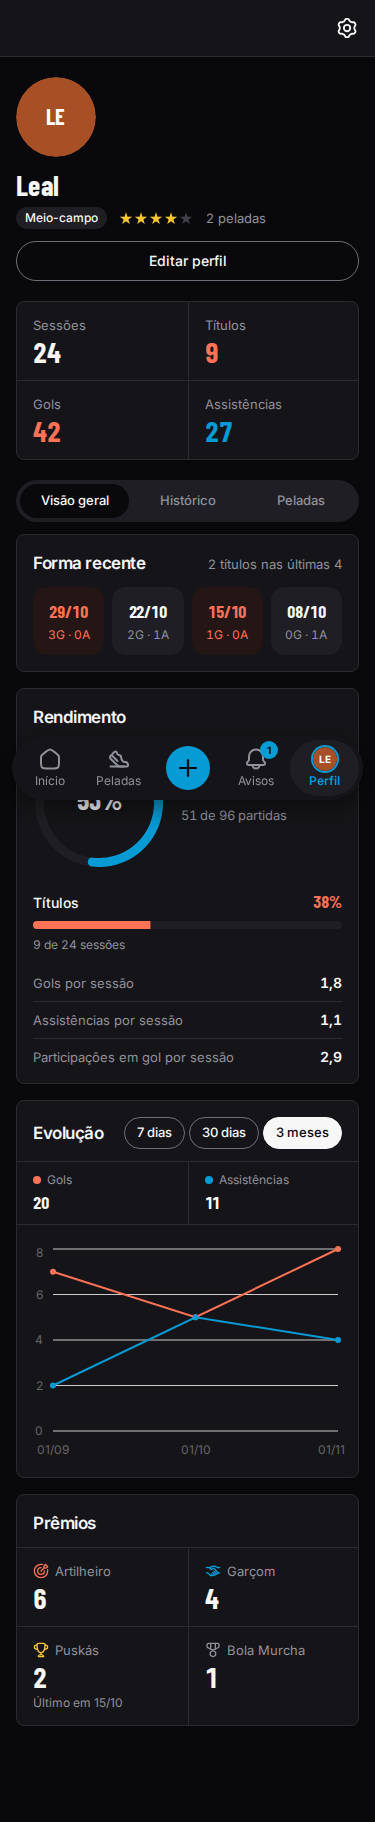 LE
Leal
Meio-campo ★★★★★ 2 peladas
Editar perfil
Sessões
24
Títulos
9
Gols
42
Assistências
27
Visão geral Histórico Peladas
Forma recente 2 títulos nas últimas 4
29/10
3G · 0A
22/10
2G · 1A
15/10
1G · 0A
08/10
0G · 1A
Rendimento
Início Peladas Avisos 1 LE Perfil
51 de 96 partidas
Títulos 38%
9 de 24 sessões
Gols por sessão 1,8
Assistências por sessão 1,1
Participações em gol por sessão 2,9
Evolução 7 dias 30 dias 3 meses
Gols
20
Assistências
11
8
6
4
2
0
01/09 01/10 01/11
Prêmios
Artilheiro
6
Garçom
4
Puskás
2
Último em 15/10
Bola Murcha
1